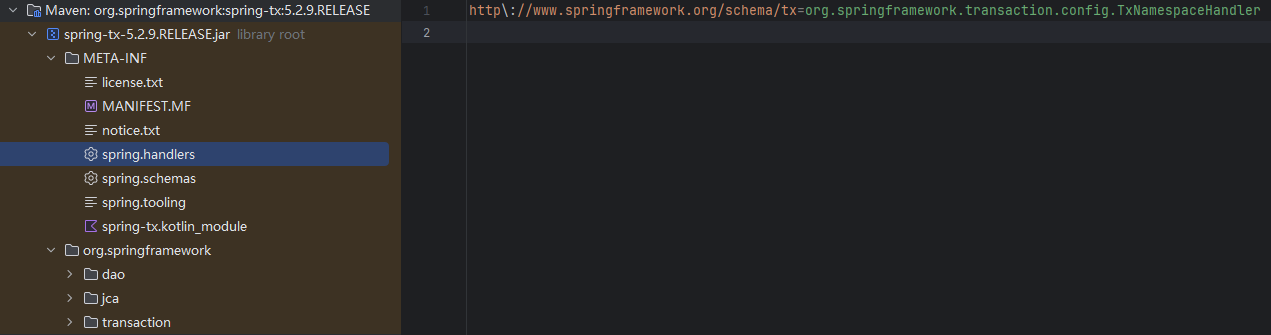 Maven: org.springframework:spring-tx:5.2.9.RELEASE
spring-tx-5.2.9.RELEASE.jar library root
META-INF
license.txt
MANIFEST.MF
notice.txt
spring.handlers
spring.schemas
spring.tooling
spring-tx.kotlin_module
org.springframework
dao
jca
transaction
1 http\://www.springframework.org/schema/tx=org.springframework.transaction.config.TxNamespaceHandler
2